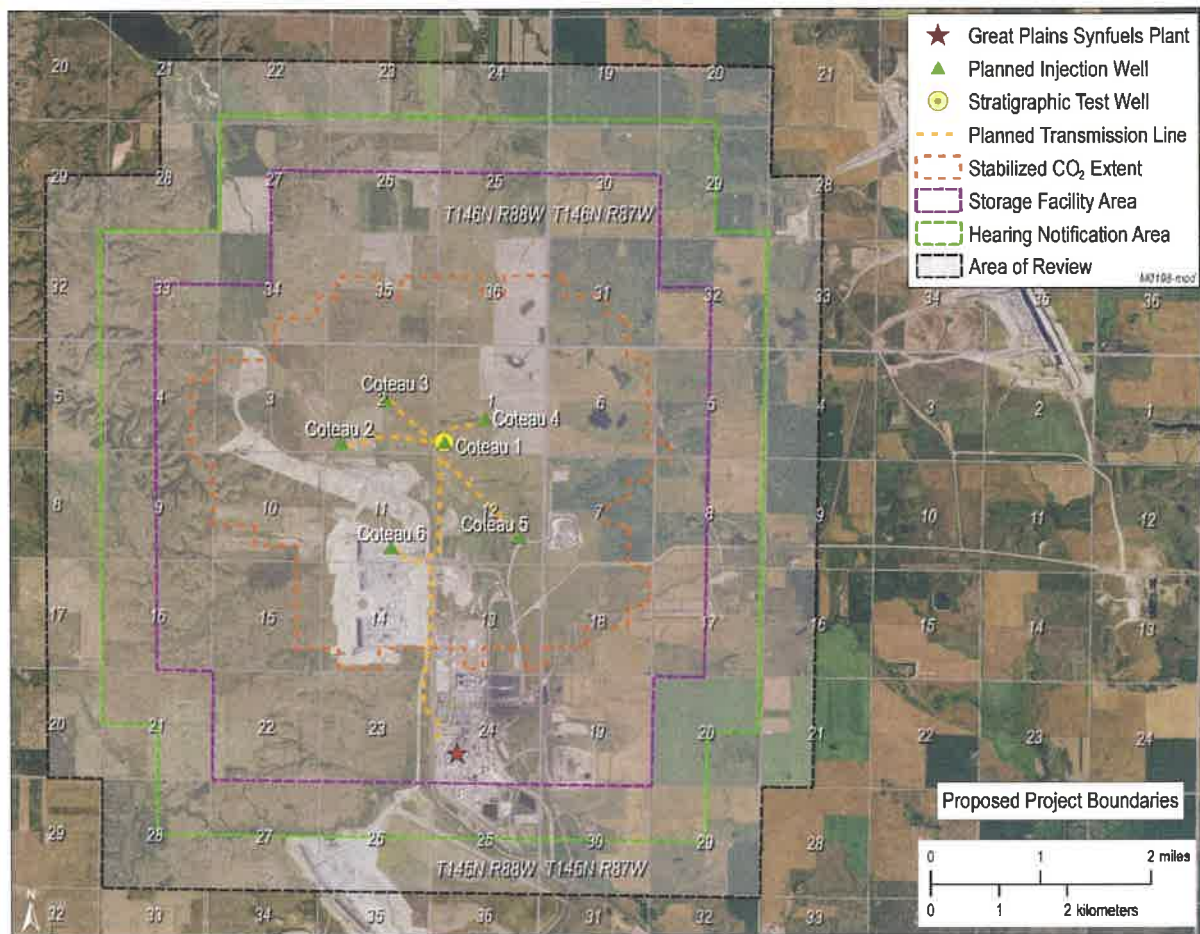 20 21 22 23 24 19 20 21
Great Plains Synfuels Plant
Planned Injection Well
Stratigraphic Test Well
Planned Transmission Line
Stabilized CO₂ Extent
Storage Facility Area
Hearing Notification Area
Area of Review
M0198-mod
29 28 27 26 25 30 29 28
T146N R88W T146N R87W
32 33 34 35 36 31 32 33 34 35 36
Coteau 3
5 4 3 2 1 6 5 4 3 2 1
Coteau 4
Coteau 2
Coteau 1
8 9 10 11 12 7 8 9 10 11 12
Coteau 5
Coteau 6
17 16 15 14 13 18 17 16 15 14 13
20 21 22 23 24 19 20 21 22 23 24
Proposed Project Boundaries
29 28 27 26 25 30 29 28
T145N R88W T145N R87W
0 1 2 miles
0 1 2 kilometers
N
32 33 34 35 36 31 32 33